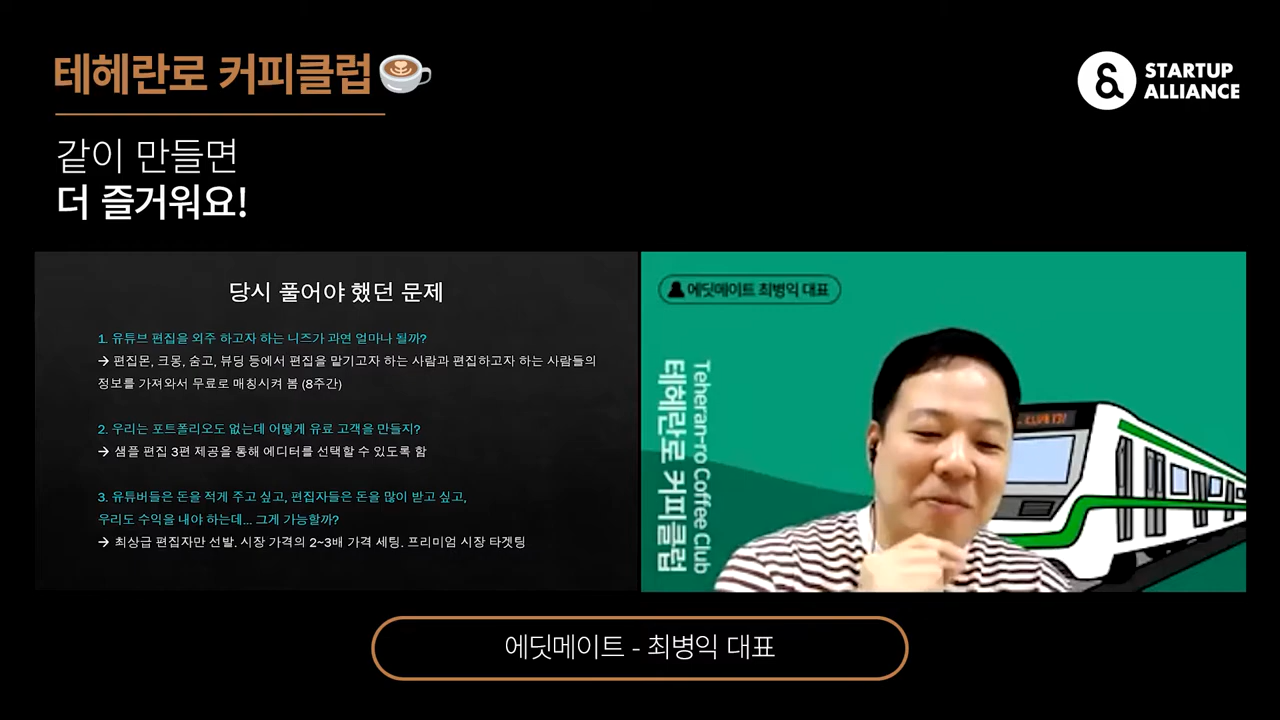 테헤란로 커피클럽
STARTUP
ALLIANCE
같이 만들면
더 즐거워요!
당시 풀어야 했던 문제
1. 유튜브 편집을 외주 하고자 하는 니즈가 과연 얼마나 될까?
→ 편집몬, 크몽, 숨고, 뷰딩 등에서 편집을 맡기고자 하는 사람과 편집하고자 하는 사람들의
정보를 가져와서 무료로 매칭시켜 봄 (8주간)
2. 우리는 포트폴리오도 없는데 어떻게 유료 고객을 만들지?
→ 샘플 편집 3편 제공을 통해 에디터를 선택할 수 있도록 함
3. 유튜버들은 돈을 적게 주고 싶고, 편집자들은 돈을 많이 받고 싶고,
우리도 수익을 내야 하는데... 그게 가능할까?
→ 최상급 편집자만 선발. 시장 가격의 2~3배 가격 세팅. 프리미엄 시장 타겟팅
에딧메이트 최병익 대표
Teheran-ro Coffee Club
테헤란로 커피클럽
에딧메이트 - 최병익 대표